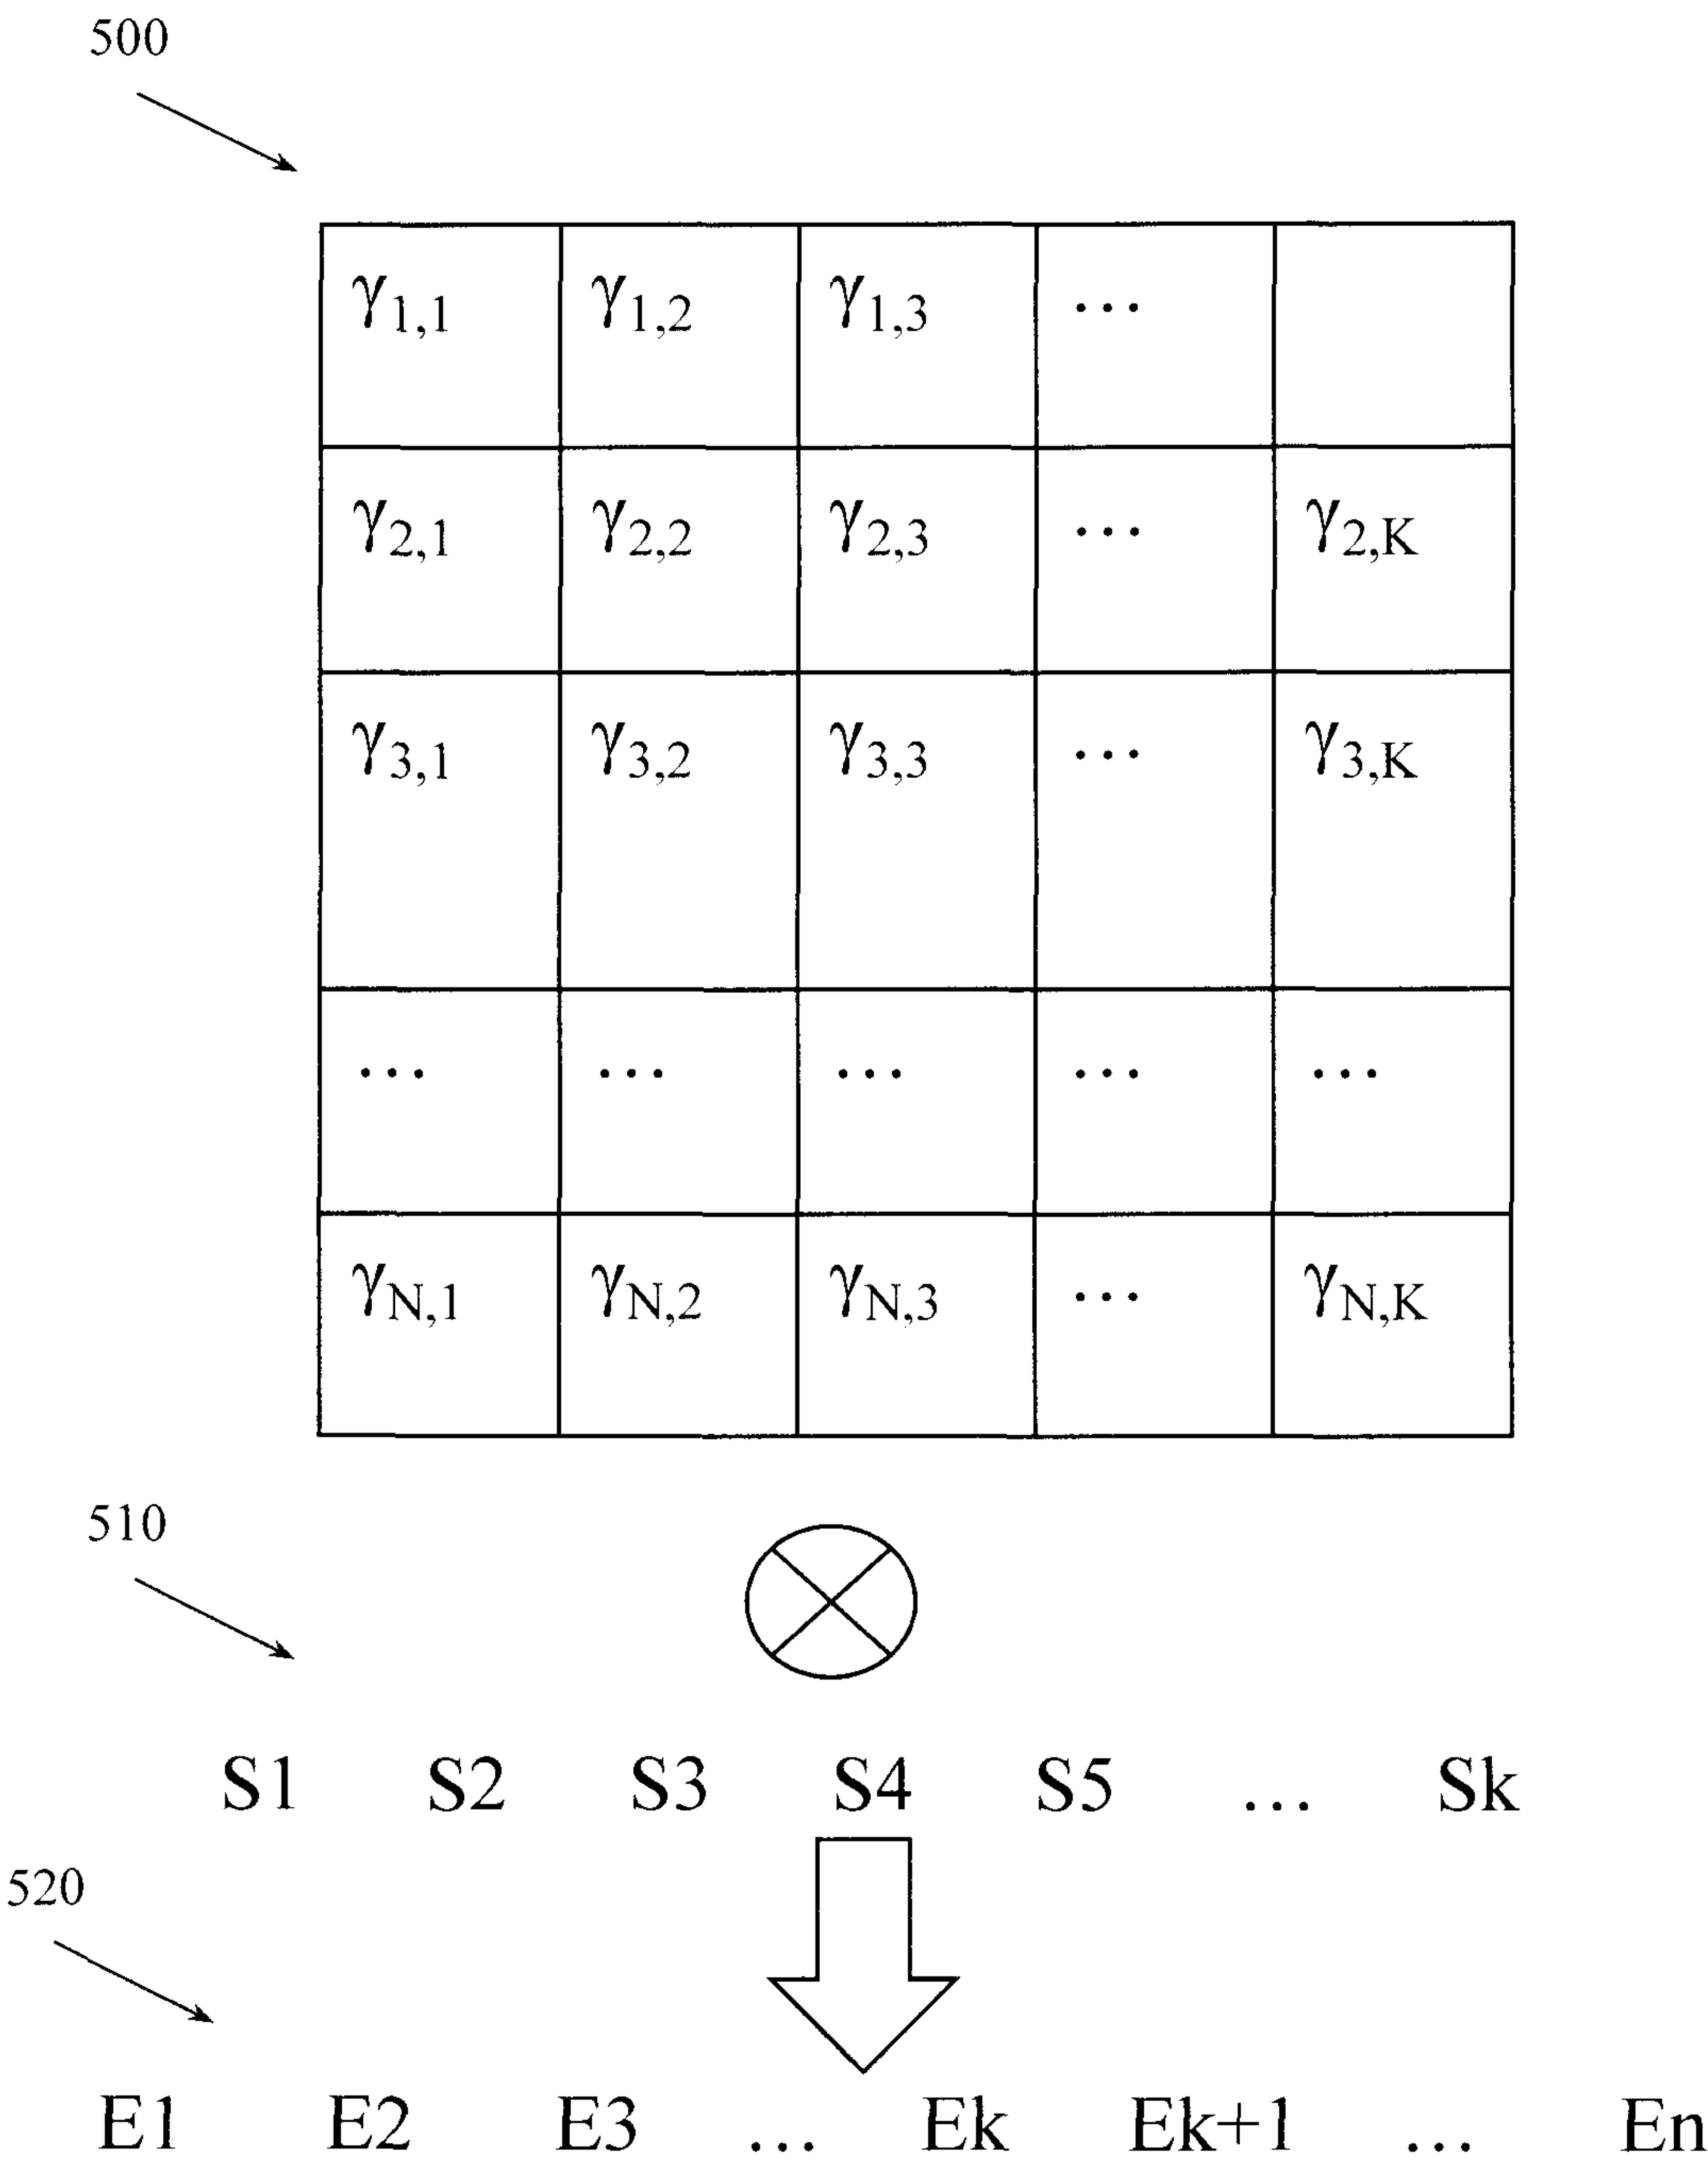 500
γ1,1 γ1,2 γ1,3 ...
γ2,1 γ2,2 γ2,3 ... γ2,K
γ3,1 γ3,2 γ3,3 ... γ3,K
... ... ... ... ...
γN,1 γN,2 γN,3 ... γN,K
510
S1 S2 S3 S4 S5 ... Sk
520
E1 E2 E3 ... Ek Ek+1 ... En